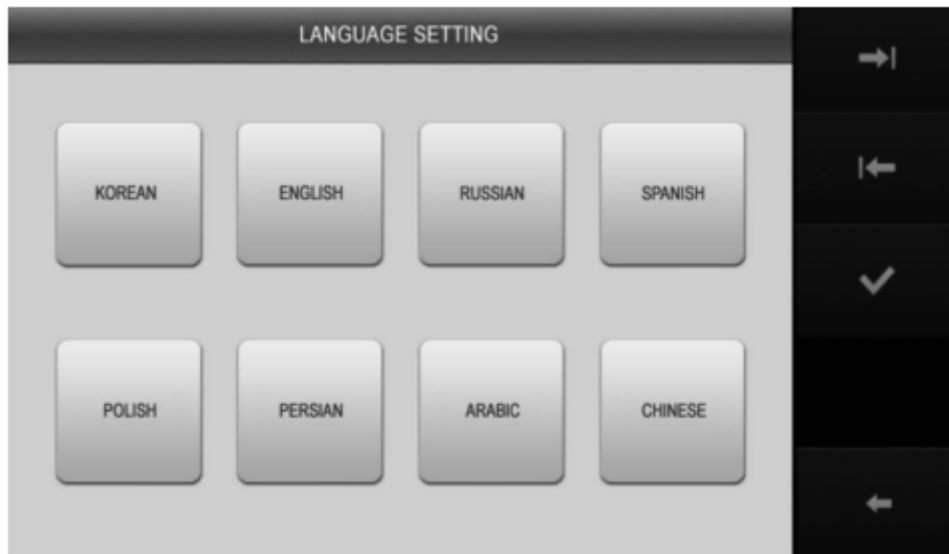 LANGUAGE SETTING
KOREAN ENGLISH RUSSIAN SPANISH
POLISH PERSIAN ARABIC CHINESE